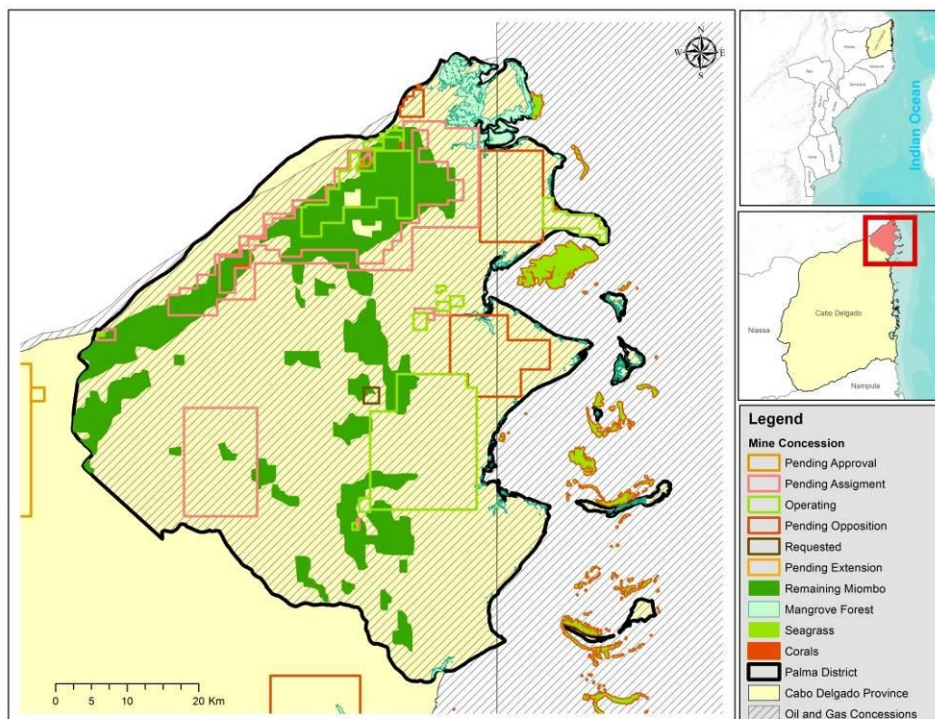 N
W E
S
0 5 10 20 Km
Indian Ocean
Cabo Delgado
Niassa
Nampula
Legend
Mine Concession
Pending Approval
Pending Assigment
Operating
Pending Opposition
Requested
Pending Extension
Remaining Miombo
Mangrove Forest
Seagrass
Corals
Palma District
Cabo Delgado Province
Oil and Gas Concessions